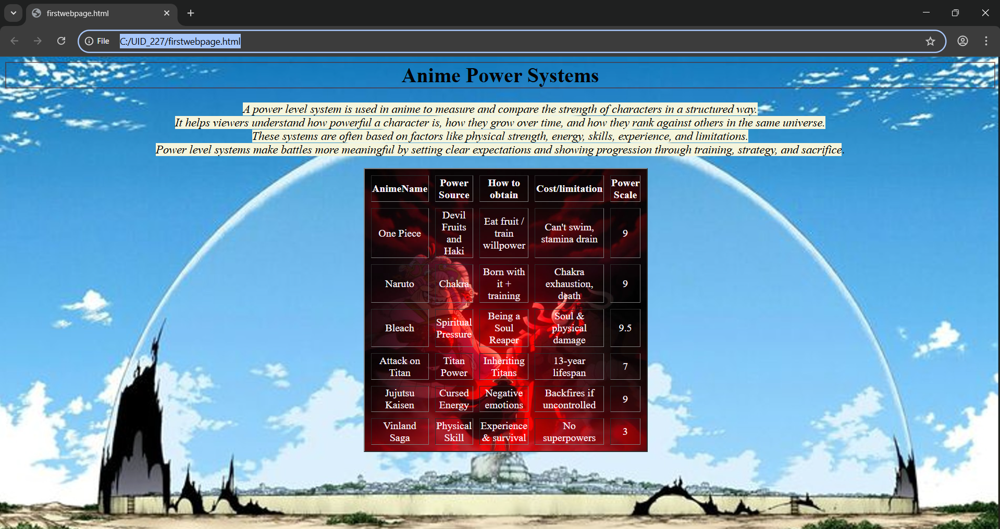 firstwebpage.html
File C:/UID_227/firstwebpage.html
Anime Power Systems
A power level system is used in anime to measure and compare the strength of characters in a structured way.
It helps viewers understand how powerful a character is, how they grow over time, and how they rank against others in the same universe.
These systems are often based on factors like physical strength, energy, skills, experience, and limitations.
Power level systems make battles more meaningful by setting clear expectations and showing progression through training, strategy, and sacrifice.
AnimeName
Power
Source
How to
obtain
Cost/limitation
Power
Scale
One Piece
Devil
Fruits
and
Haki
Eat fruit /
train
willpower
Can't swim,
stamina drain
9
Naruto
Chakra
Born with
it +
training
Chakra
exhaustion,
death
9
Bleach
Spiritual
Pressure
Being a
Soul
Reaper
Soul &
physical
damage
9.5
Attack on
Titan
Titan
Power
Inheriting
Titans
13-year
lifespan
7
Jujutsu
Kaisen
Cursed
Energy
Negative
emotions
Backfires if
uncontrolled
9
Vinland
Saga
Physical
Skill
Experience
& survival
No
superpowers
3